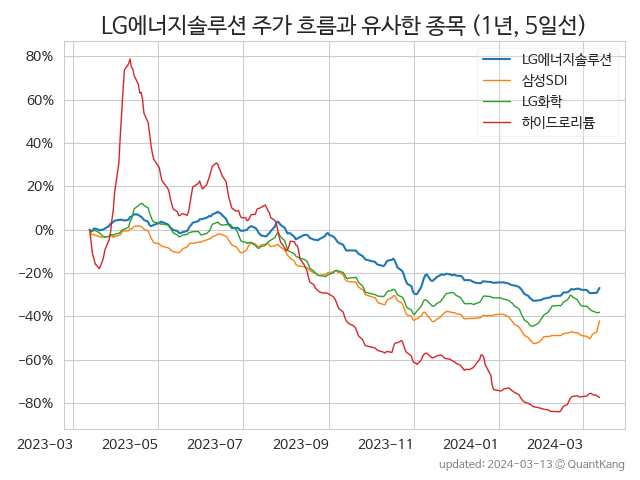 LG에너지솔루션 주가 흐름과 유사한 종목 (1년, 5일선)
LG에너지솔루션
삼성SDI
LG화학
하이드로리튬
80%
60%
40%
20%
0%
−20%
−40%
−60%
−80%
2023-03 2023-05 2023-07 2023-09 2023-11 2024-01 2024-03
updated: 2024-03-13 ⓒ QuantKang